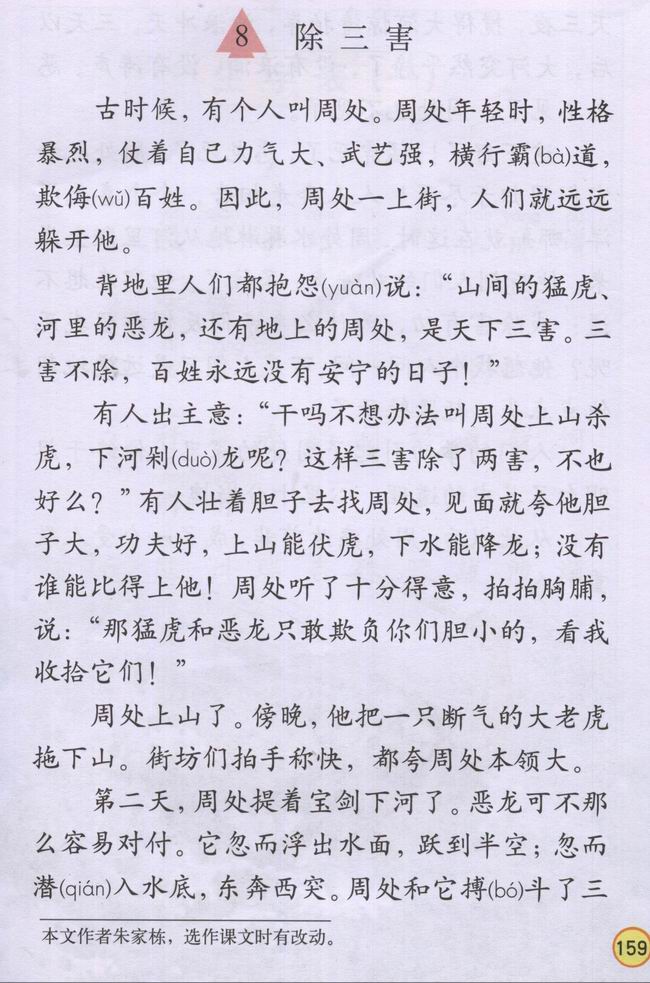 8 除三害
古时候，有个人叫周处。周处年轻时，性格
暴烈，仗着自己力气大、武艺强，横行霸(bà)道，
欺侮(wǔ)百姓。因此，周处一上街，人们就远远
躲开他。
背地里人们都抱怨(yuàn)说：“山间的猛虎、
河里的恶龙，还有地上的周处，是天下三害。三
害不除，百姓永远没有安宁的日子！”
有人出主意：“干吗不想办法叫周处上山杀
虎，下河剁(duò)龙呢？这样三害除了两害，不也
好么？”有人壮着胆子去找周处，见面就夸他胆
子大，功夫好，上山能伏虎，下水能降龙；没有
谁能比得上他！周处听了十分得意，拍拍胸脯，
说：“那猛虎和恶龙只敢欺负你们胆小的，看我
收拾它们！”
周处上山了。傍晚，他把一只断气的大老虎
拖下山。街坊们拍手称快，都夸周处本领大。
第二天，周处提着宝剑下河了。恶龙可不那
么容易对付。它忽而浮出水面，跃到半空；忽而
潜(qián)入水底，东奔西突。周处和它搏(bó)斗了三
本文作者朱家栋，选作课文时有改动。
159